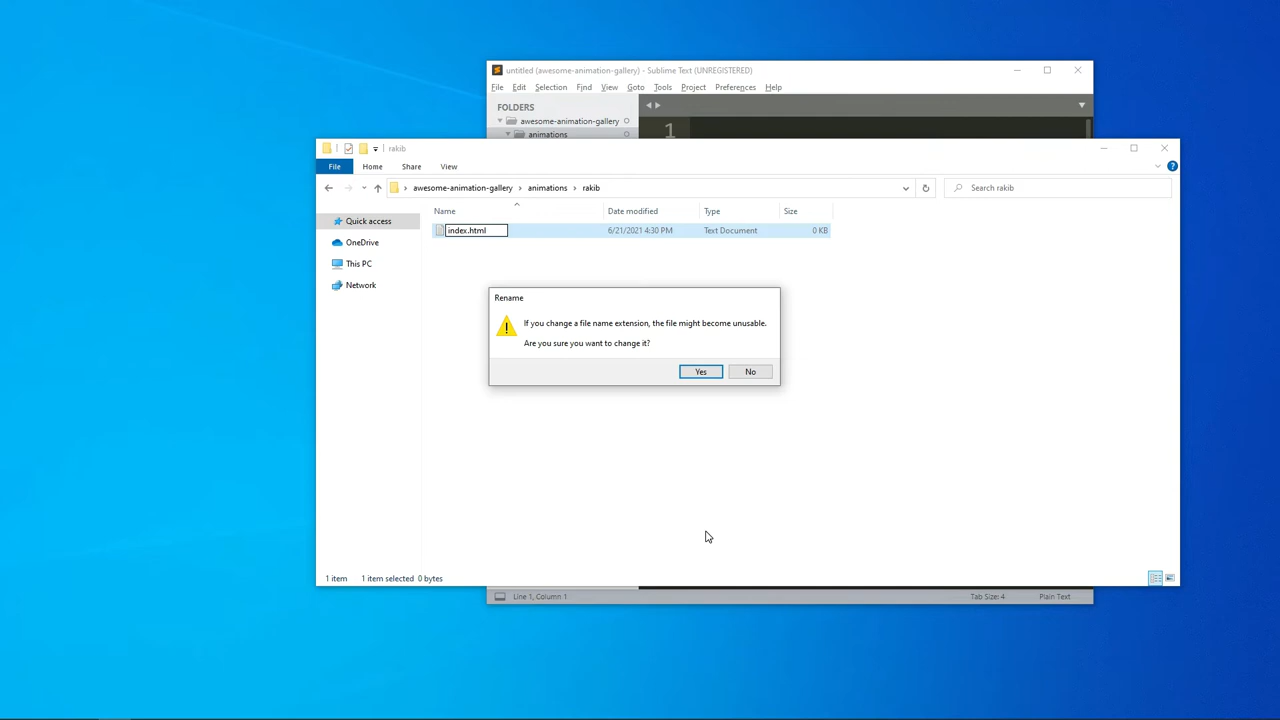 untitled (awesome-animation-gallery) - Sublime Text (UNREGISTERED)
File Edit Selection Find View Goto Tools Project Preferences Help
FOLDERS
awesome-animation-gallery
animations
1
rakib
File Home Share View
awesome-animation-gallery animations rakib
Search rakib
Name Date modified Type Size
index.html 6/21/2021 4:30 PM Text Document 0 KB
Quick access
OneDrive
This PC
Network
Rename
If you change a file name extension, the file might become unusable.
Are you sure you want to change it?
Yes No
1 item 1 item selected 0 bytes
Line 1, Column 1 Tab Size: 4 Plain Text